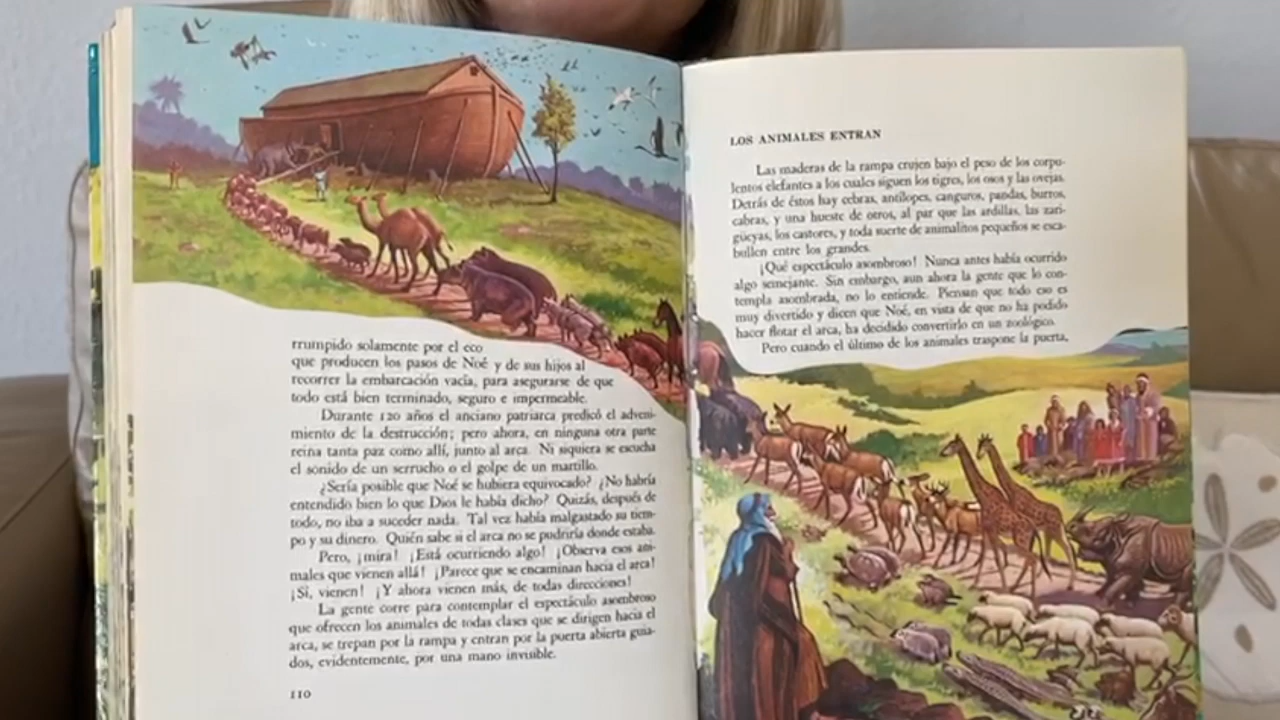 rrumpido solamente por el eco
que producen los pasos de Noé y de sus hijos al
recorrer la embarcación vacía, para asegurarse de que
todo está bien terminado, seguro e impermeable.
Durante 120 años el anciano patriarca predicó el adveni-
miento de la destrucción; pero ahora, en ninguna otra parte
reina tanta paz como allí, junto al arca. Ni siquiera se escucha
el sonido de un serrucho o el golpe de un martillo.
¿Sería posible que Noé se hubiera equivocado? ¿No habría
entendido bien lo que Dios le había dicho? Quizás, después de
todo, no iba a suceder nada. Tal vez había malgastado su tiem-
po y su dinero. Quién sabe si el arca no se pudriría donde estaba.
Pero, ¡mira! ¡Está ocurriendo algo! ¡Observa esos ani-
males que vienen allá! ¡Parece que se encaminan hacia el arca!
¡Sí, vienen! ¡Y ahora vienen más, de todas direcciones!
La gente corre para contemplar el espectáculo asombroso
que ofrecen los animales de todas clases que se dirigen hacia el
arca, se trepan por la rampa y entran por la puerta abierta guia-
dos, evidentemente, por una mano invisible.
110
LOS ANIMALES ENTRAN
Las maderas de la rampa crujen bajo el peso de los corpu-
lentos elefantes a los cuales siguen los tigres, los osos y las ovejas.
Detrás de éstos hay cebras, antílopes, canguros, pandas, burros,
cabras, y una hueste de otros, al par que las ardillas, las zari-
güeyas, los castores, y toda suerte de animalitos pequeños se esca-
bullen entre los grandes.
¡Qué espectáculo asombroso! Nunca antes había ocurrido
algo semejante. Sin embargo, aun ahora la gente que lo con-
templa asombrada, no lo entiende. Piensan que todo eso es
muy divertido y dicen que Noé, en vista de que no ha podido
hacer flotar el arca, ha decidido convertirlo en un zoológico.
Pero cuando el último de los animales traspone la puerta,